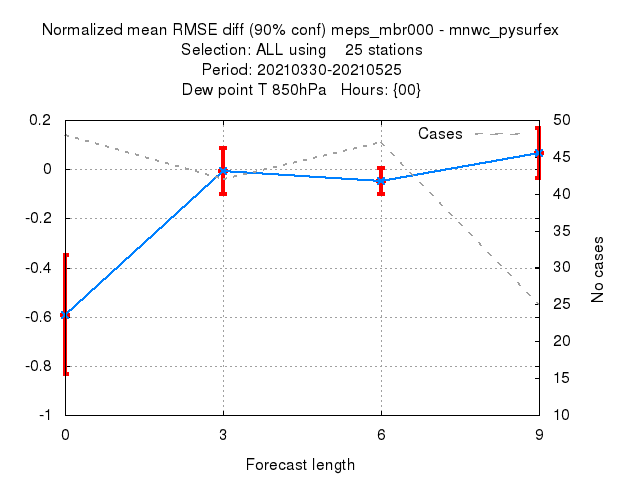 Normalized mean RMSE diff (90% conf) meps_mbr000 - mnwc_pysurfex
Selection: ALL using 25 stations
Period: 20210330-20210525
Dew point T 850hPa Hours: {00}
Cases
0.2
0
-0.2
-0.4
-0.6
-0.8
-1
50
45
40
35
30
25
20
15
10
No cases
0 3 6 9
Forecast length